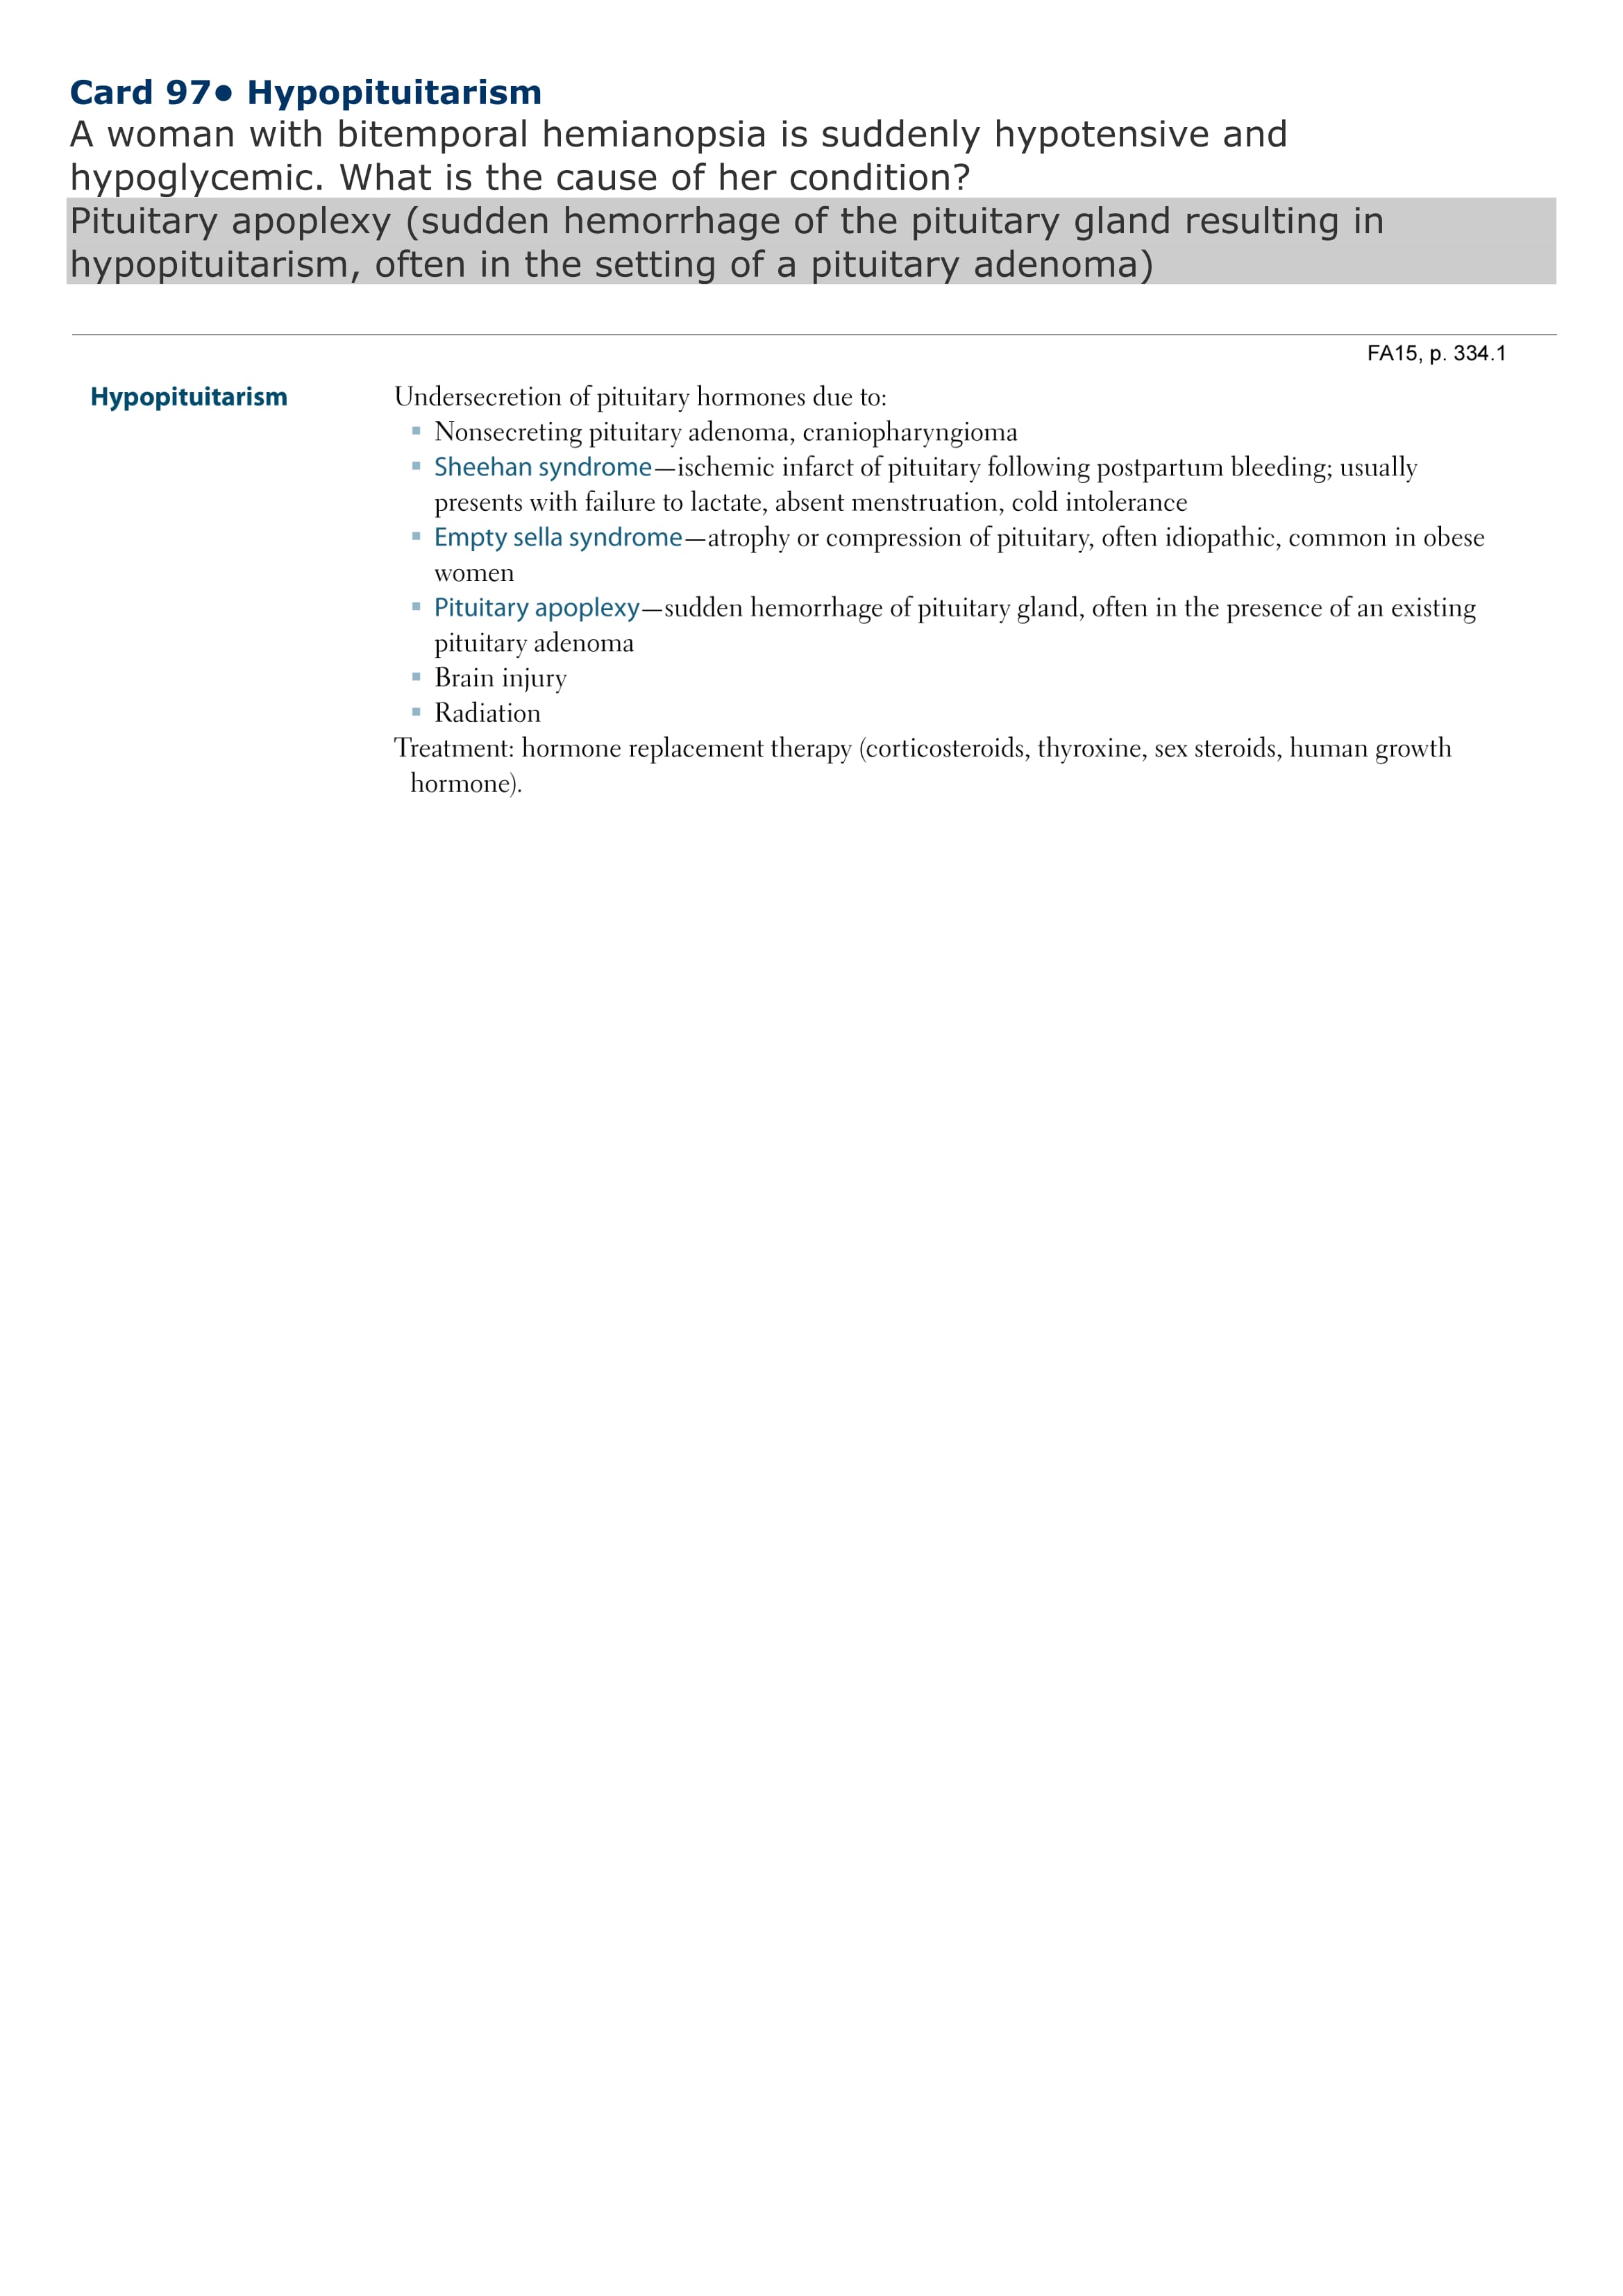 Card 97• Hypopituitarism
A woman with bitemporal hemianopsia is suddenly hypotensive and
hypoglycemic. What is the cause of her condition?
Pituitary apoplexy (sudden hemorrhage of the pituitary gland resulting in
hypopituitarism, often in the setting of a pituitary adenoma)
FA15, p. 334.1
Hypopituitarism Undersecretion of pituitary hormones due to:
▪ Nonsecreting pituitary adenoma, craniopharyngioma
▪ Sheehan syndrome—ischemic infarct of pituitary following postpartum bleeding; usually
presents with failure to lactate, absent menstruation, cold intolerance
▪ Empty sella syndrome—atrophy or compression of pituitary, often idiopathic, common in obese
women
▪ Pituitary apoplexy—sudden hemorrhage of pituitary gland, often in the presence of an existing
pituitary adenoma
▪ Brain injury
▪ Radiation
Treatment: hormone replacement therapy (corticosteroids, thyroxine, sex steroids, human growth
hormone).